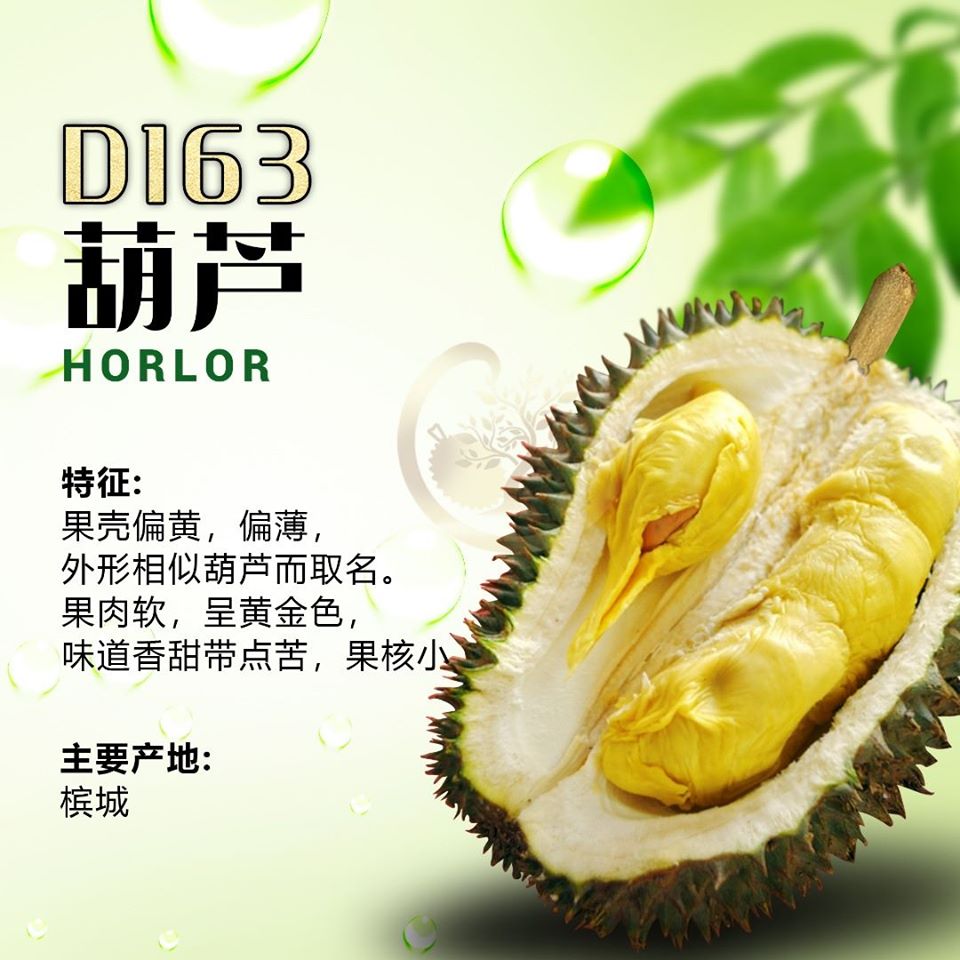 D163
葫芦
HORLOR
特征:
果壳偏黄，偏薄，
外形相似葫芦而取名。
果肉软，呈黄金色，
味道香甜带点苦，果核小
主要产地:
槟城